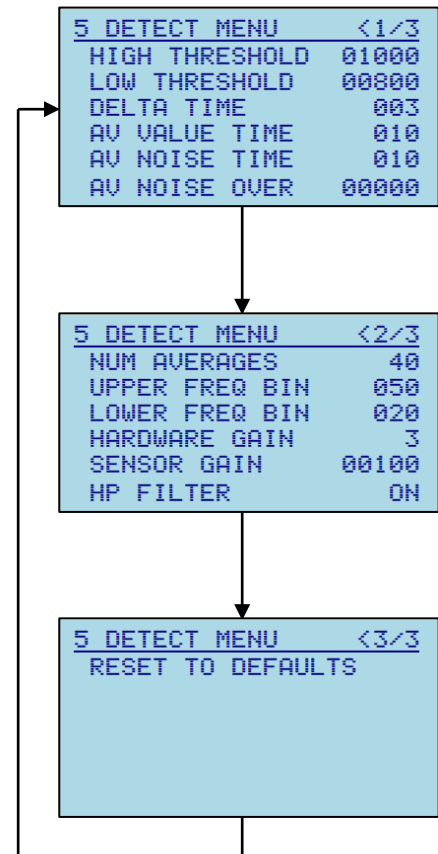 5 DETECT MENU <1/3
HIGH THRESHOLD 01000
LOW THRESHOLD 00800
DELTA TIME 003
AV VALUE TIME 010
AV NOISE TIME 010
AV NOISE OVER 00000
5 DETECT MENU <2/3
NUM AVERAGES 40
UPPER FREQ BIN 050
LOWER FREQ BIN 020
HARDWARE GAIN 3
SENSOR GAIN 00100
HP FILTER ON
5 DETECT MENU <3/3
RESET TO DEFAULTS